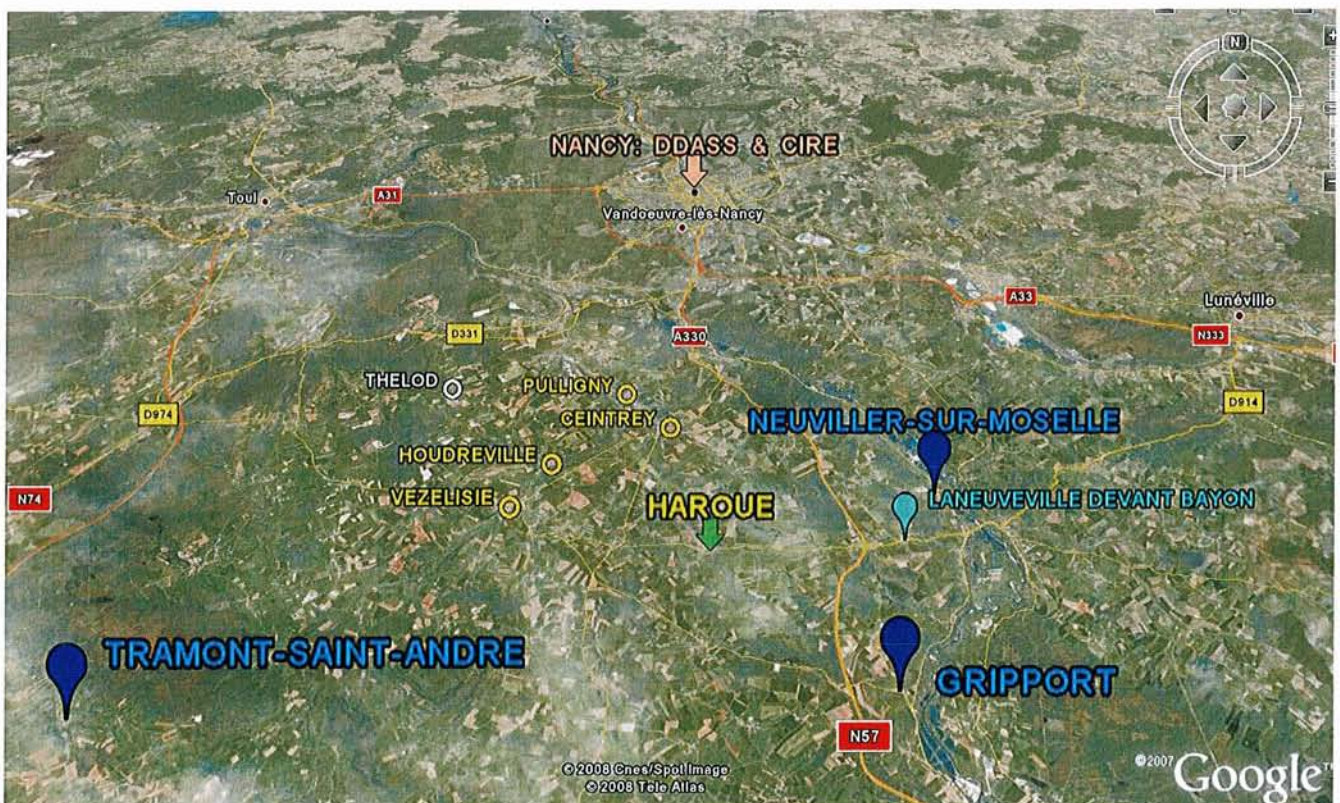 N
NANCY: DDASS & CIRE
Toul
A31
Vandoeuvre-lès-Nancy
A33
Lunéville
D331
A330
N333
THELOD
PULLIGNY
D974
CEINTREY
NEUVILLER-SUR-MOSELLE
D914
HOUDREVILLE
N74
VEZELISIE
HAROUE
LANEUVEVILLE DEVANT BAYON
TRAMONT-SAINT-ANDRE
GRIPPORT
N57
© 2008 Cnes/Spot Image
© 2008 Tele Atlas
©2007 Google™